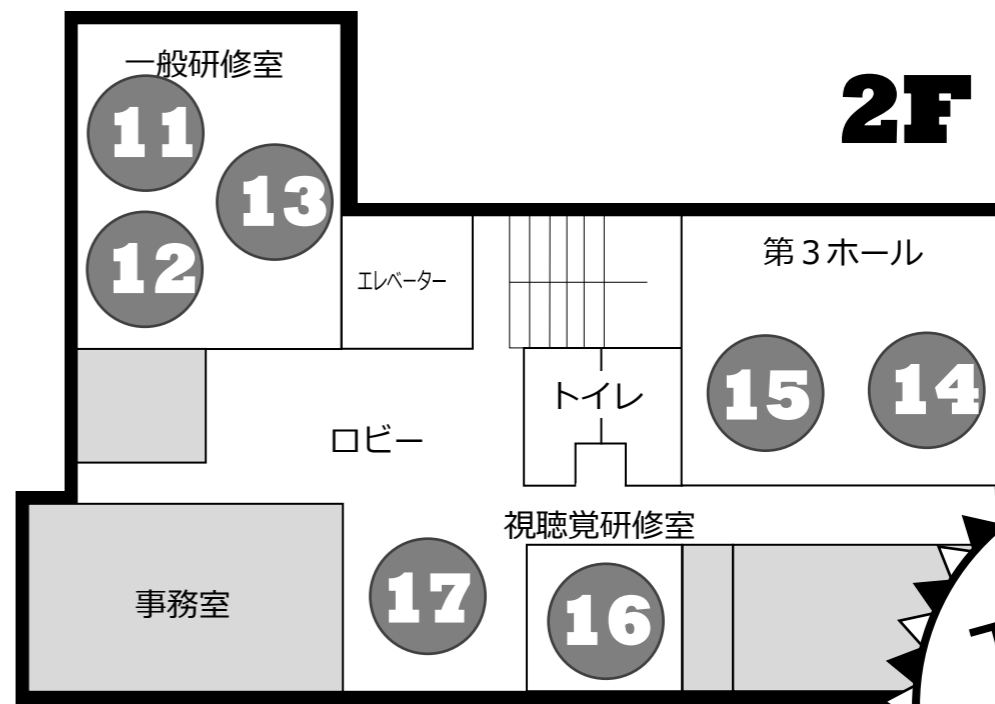 一般研修室
2F
11
13
12
エレベーター
第３ホール
トイレ
15
14
ロビー
視聴覚研修室
事務室
17
16